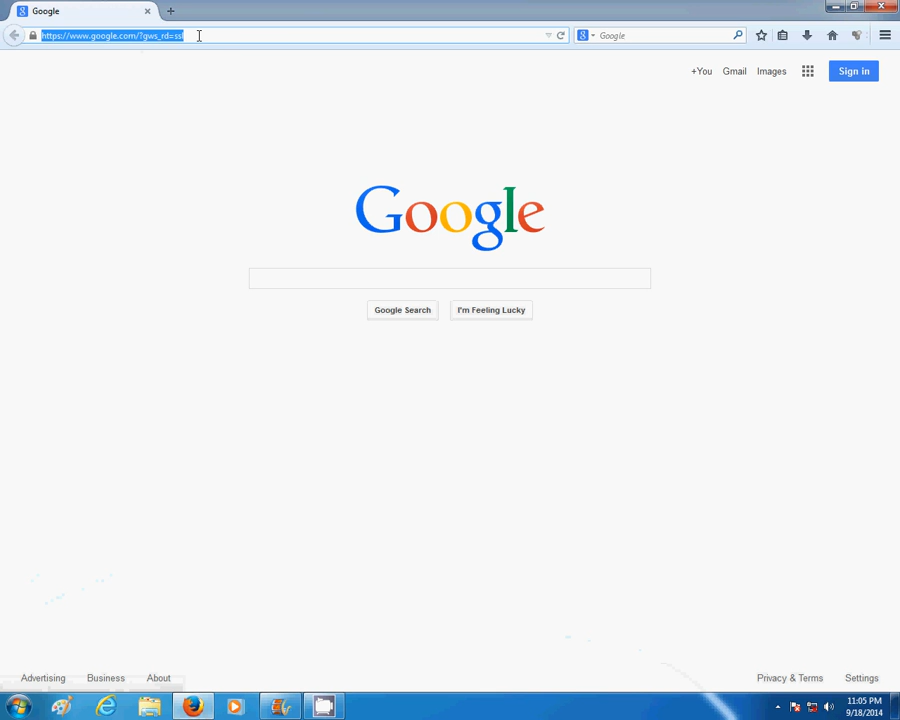 Google
https://www.google.com/?gws_rd=ssl
Google
+You Gmail Images Sign in
Google
Google Search I'm Feeling Lucky
Advertising Business About Privacy & Terms Settings
11:05 PM
9/18/2014